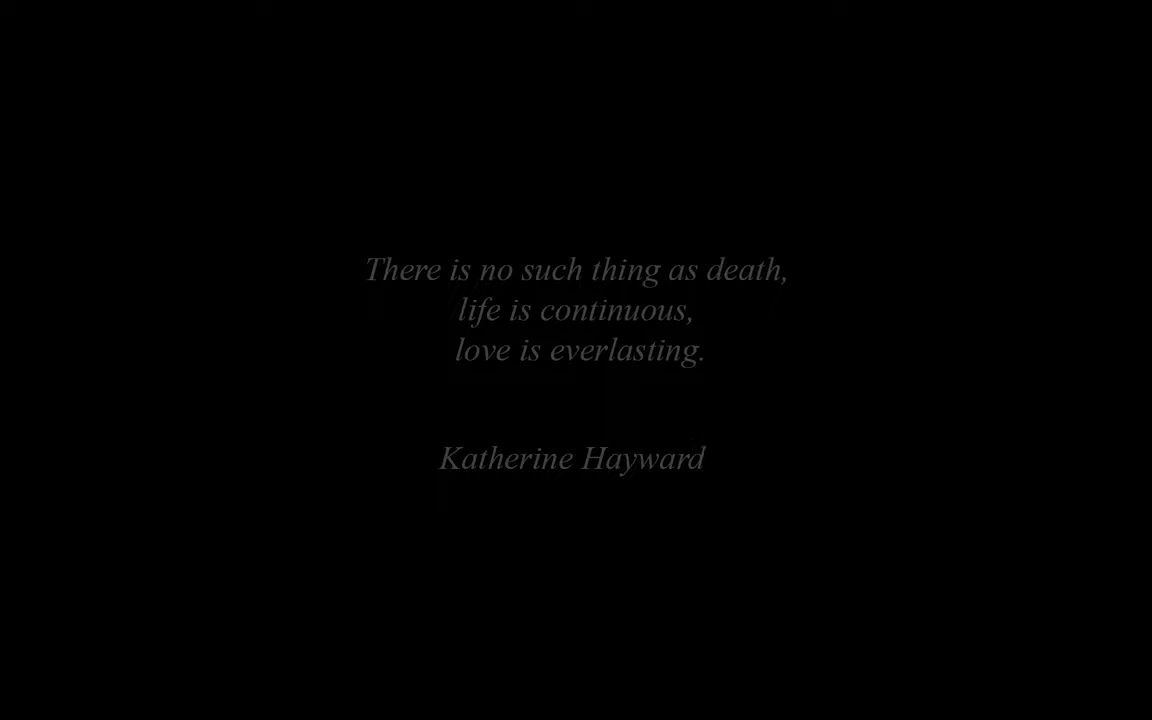 There is no such thing as death,
life is continuous,
love is everlasting.
Katherine Hayward